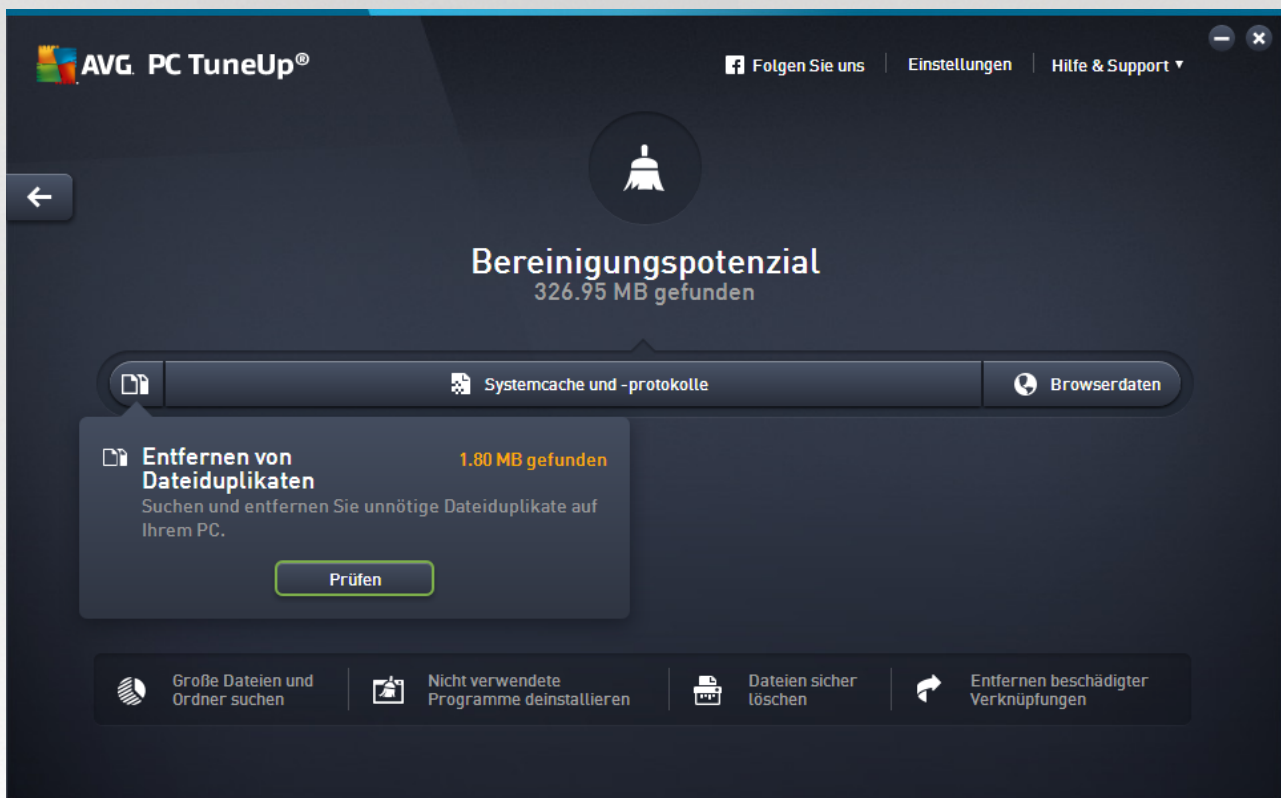 AVG. PC TuneUp®
Folgen Sie uns
Einstellungen
Hilfe & Support
Bereinigungspotenzial
326.95 MB gefunden
Systemcache und -protokolle
Browserdaten
Entfernen von
Dateiduplikaten
1.80 MB gefunden
Suchen und entfernen Sie unnötige Dateiduplikate auf
Ihrem PC.
Prüfen
Große Dateien und
Ordner suchen
Nicht verwendete
Programme deinstallieren
Dateien sicher
löschen
Entfernen beschädigter
Verknüpfungen